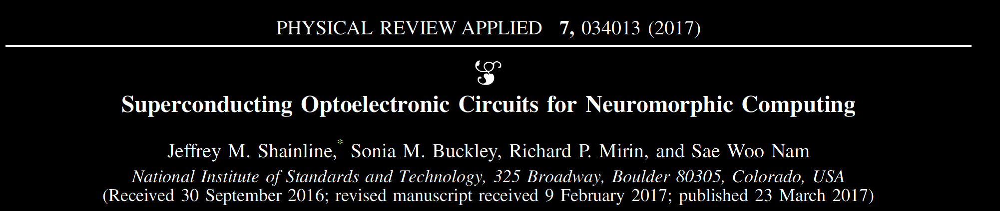 PHYSICAL REVIEW APPLIED 7, 034013 (2017)
Superconducting Optoelectronic Circuits for Neuromorphic Computing
Jeffrey M. Shainline,* Sonia M. Buckley, Richard P. Mirin, and Sae Woo Nam
National Institute of Standards and Technology, 325 Broadway, Boulder 80305, Colorado, USA
(Received 30 September 2016; revised manuscript received 9 February 2017; published 23 March 2017)